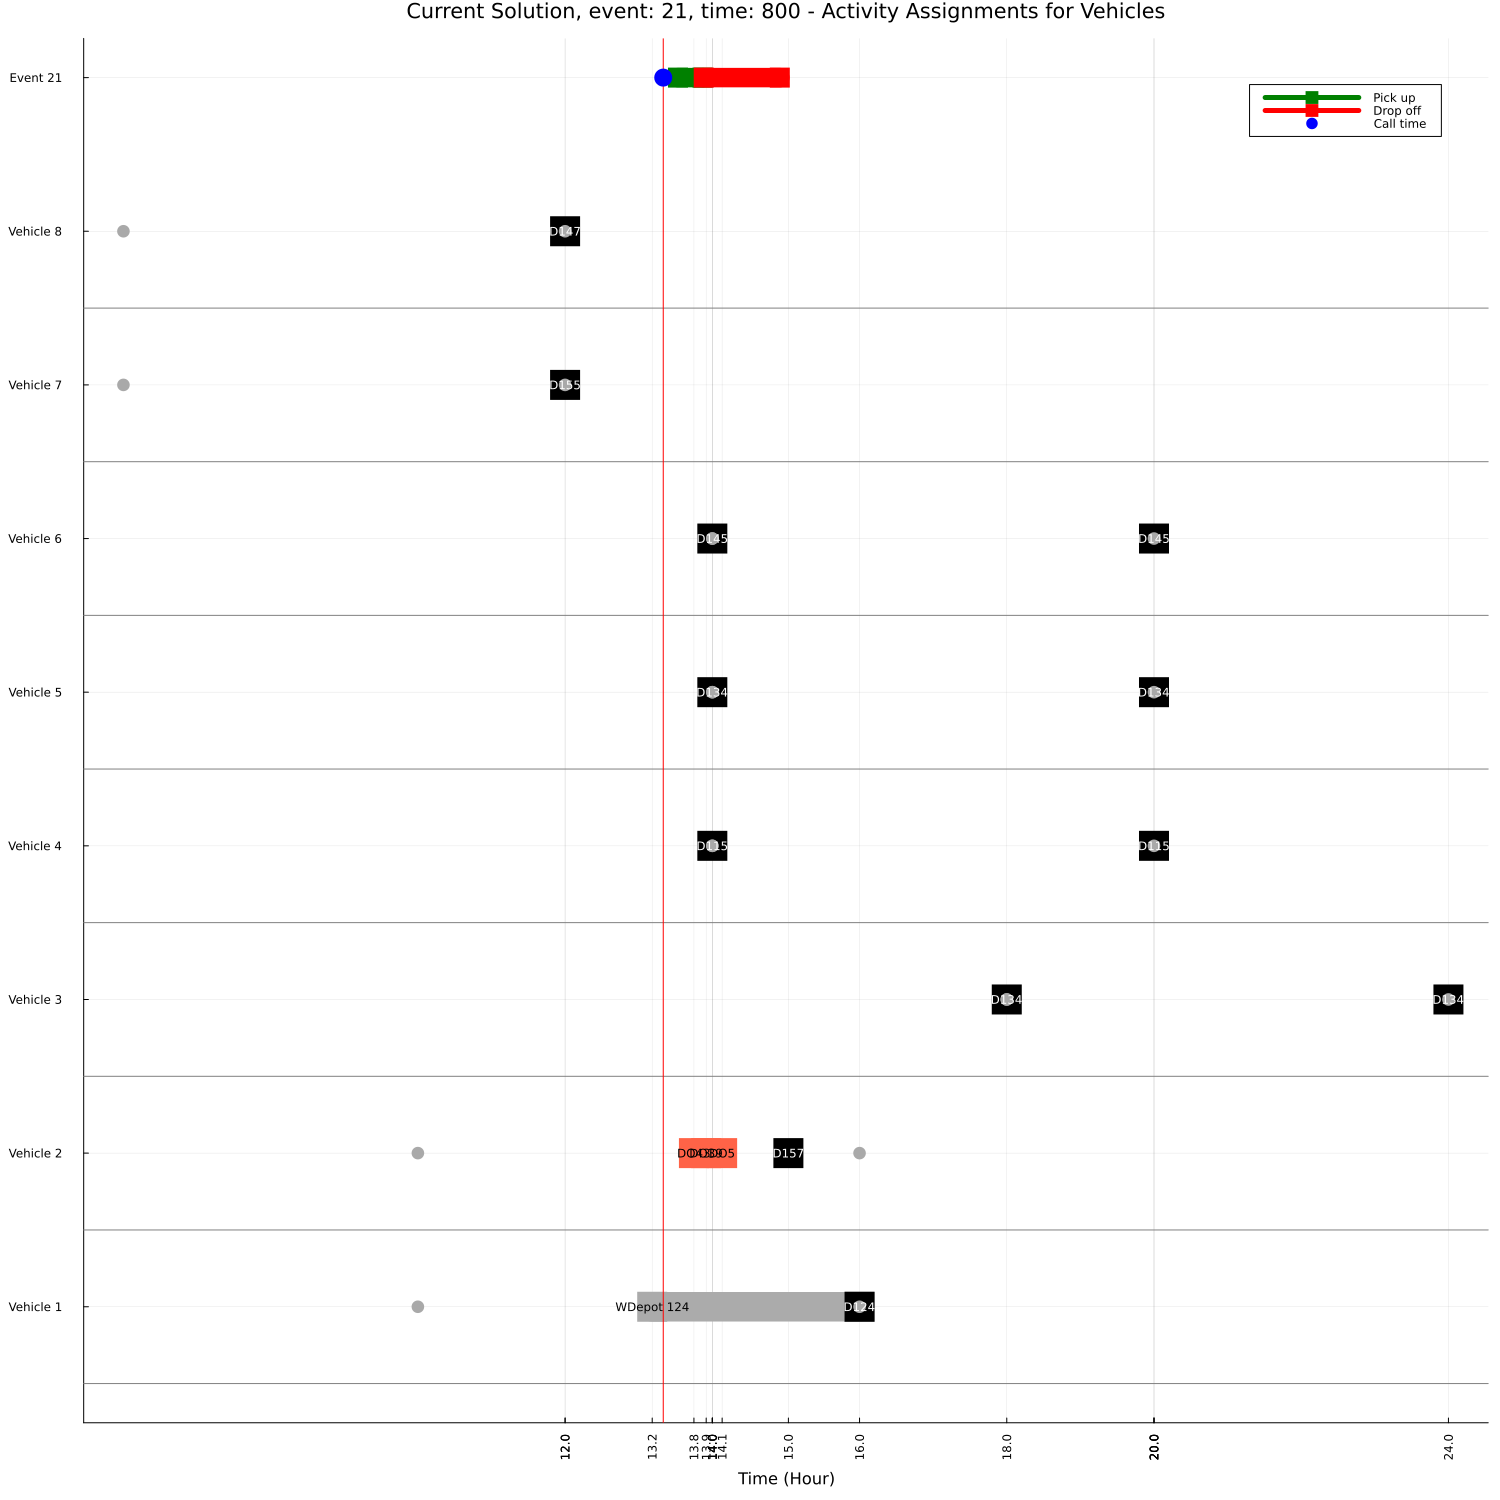 Current Solution, event: 21, time: 800 - Activity Assignments for Vehicles
Event 21
Pick up
Drop off
Call time
Vehicle 8
D147
Vehicle 7
D155
Vehicle 6
D145
D145
Vehicle 5
D134
D134
Vehicle 4
D115
D115
Vehicle 3
D134
D134
Vehicle 2
D157
Vehicle 1
WDepot 124
D124
12.0
13.2
13.8
14.0
14.1
15.0
16.0
18.0
20.0
24.0
Time (Hour)